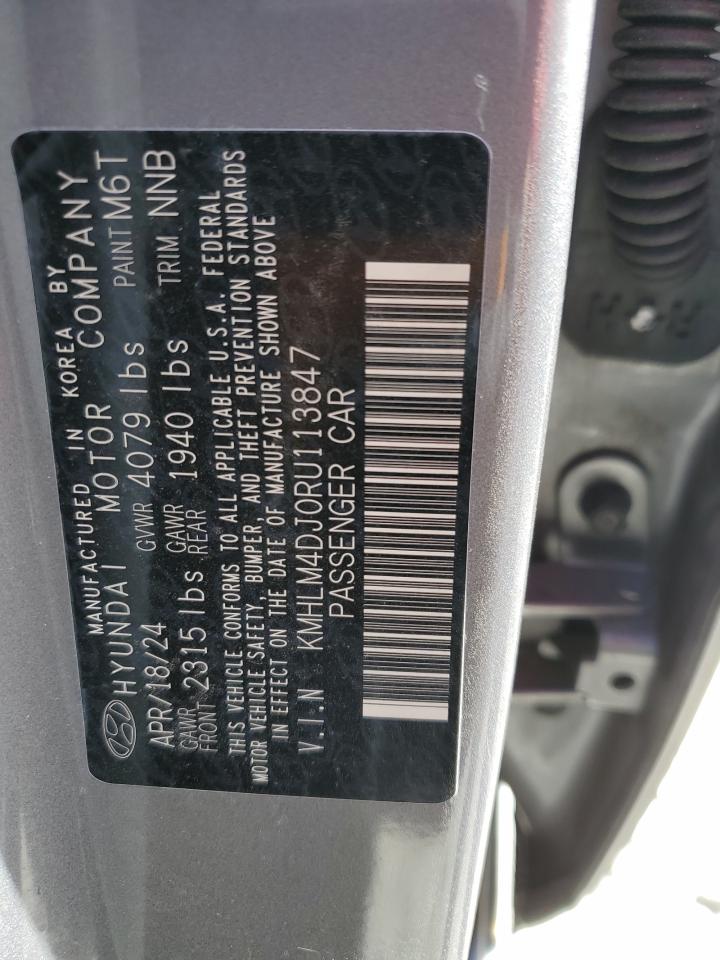 MANUFACTURED IN KOREA BY
HYUNDAI MOTOR COMPANY
APR/18/24 GVWR 4079 lbs PAINT M6T
GAWR FRONT 2315 lbs GAWR REAR 1940 lbs TRIM NNB
THIS VEHICLE CONFORMS TO ALL APPLICABLE U.S.A. FEDERAL
MOTOR VEHICLE SAFETY, BUMPER, AND THEFT PREVENTION STANDARDS
IN EFFECT ON THE DATE OF MANUFACTURE SHOWN ABOVE
V.I.N KMHLM4DJ0RU113847
PASSENGER CAR